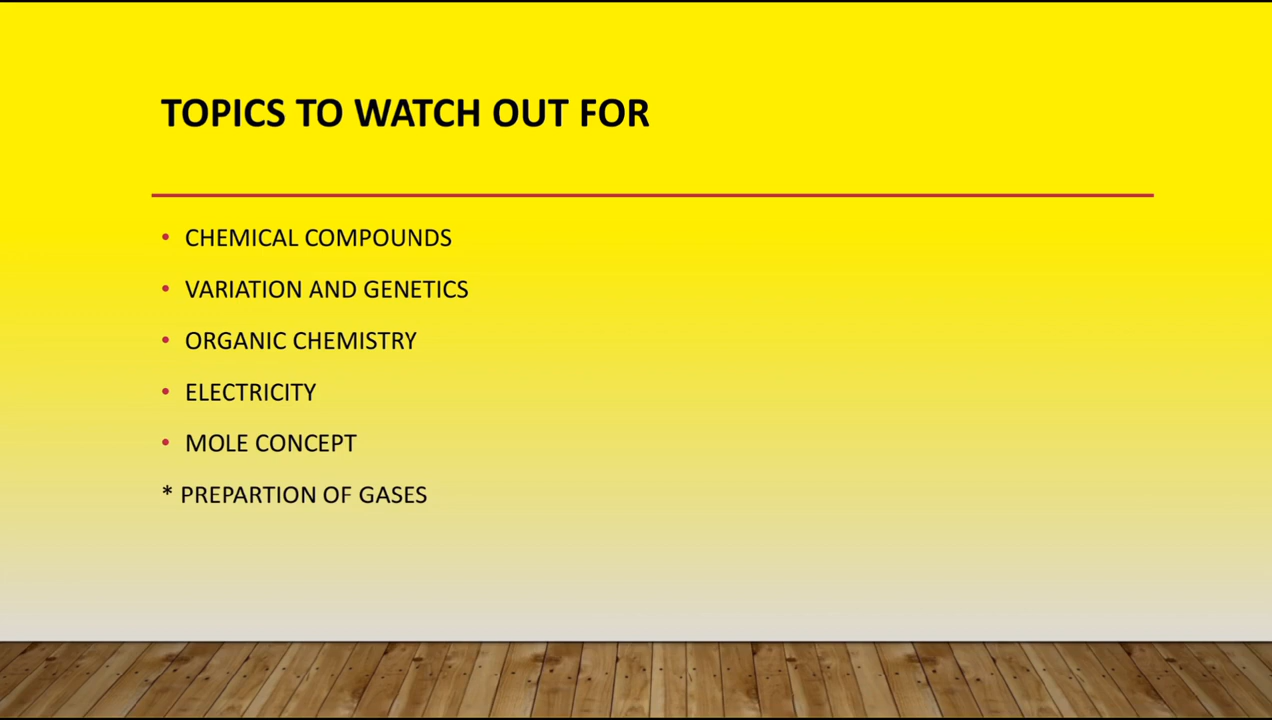 TOPICS TO WATCH OUT FOR
• CHEMICAL COMPOUNDS
• VARIATION AND GENETICS
• ORGANIC CHEMISTRY
• ELECTRICITY
• MOLE CONCEPT
* PREPARTION OF GASES